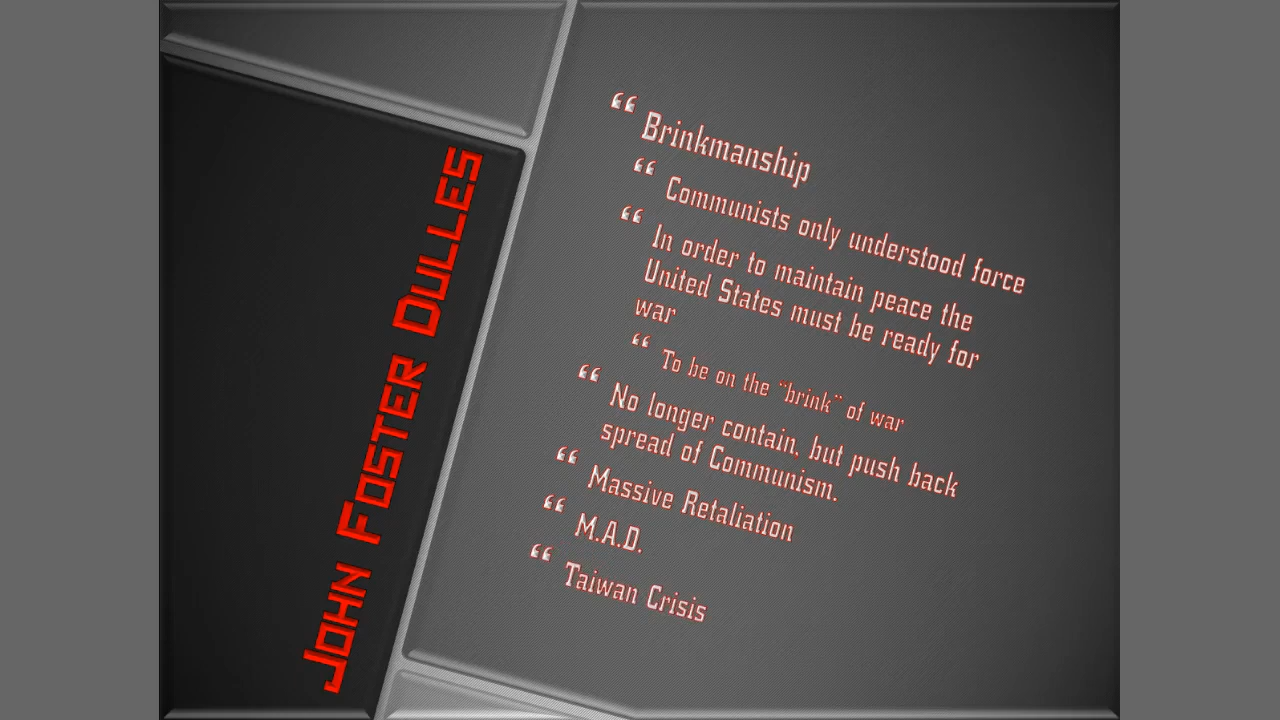 John Foster Dulles
“ Brinkmanship
“ Communists only understood force
“ In order to maintain peace the
United States must be ready for
war
“ To be on the “brink” of war
“ No longer contain, but push back
spread of Communism.
“ Massive Retaliation
“ M.A.D.
“ Taiwan Crisis